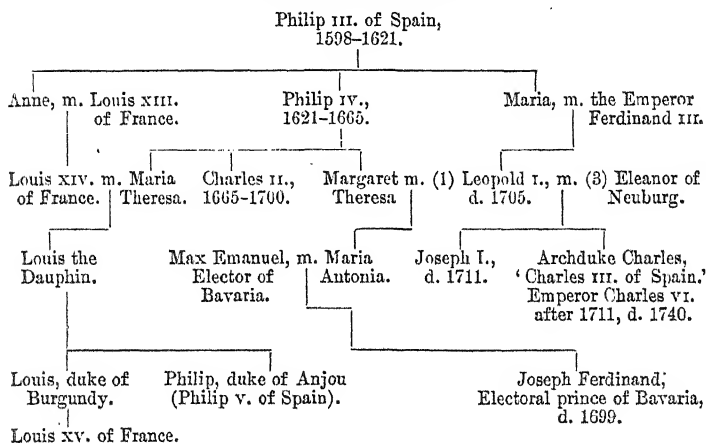 Philip III. of Spain,
1598–1621.
Anne, m. Louis XIII.
of France.
Philip IV.,
1621–1665.
Maria, m. the Emperor
Ferdinand III.
Louis XIV. m. Maria
of France. Theresa.
Charles II.,
1665–1700.
Margaret m. (1) Leopold I., m. (3) Eleanor of
Theresa d. 1705. Neuburg.
Louis the
Dauphin.
Max Emanuel, m. Maria
Elector of Antonia.
Bavaria.
Joseph I.,
d. 1711.
Archduke Charles,
'Charles III. of Spain.'
Emperor Charles VI.
after 1711, d. 1740.
Louis, duke of
Burgundy.
Philip, duke of Anjou
(Philip V. of Spain).
Joseph Ferdinand,
Electoral prince of Bavaria,
d. 1699.
Louis XV. of France.